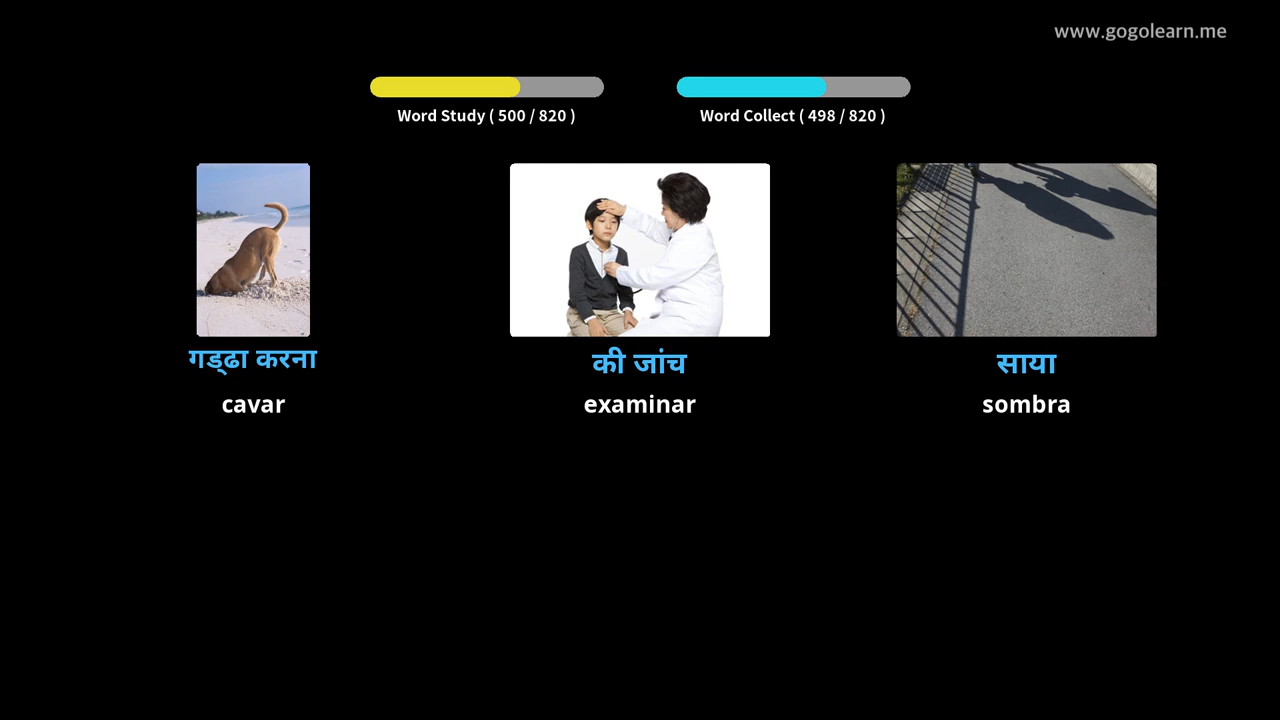 www.gogolearn.me
Word Study ( 500 / 820 )
Word Collect ( 498 / 820 )
गड्ढा करना
की जांच
साया
cavar
examinar
sombra